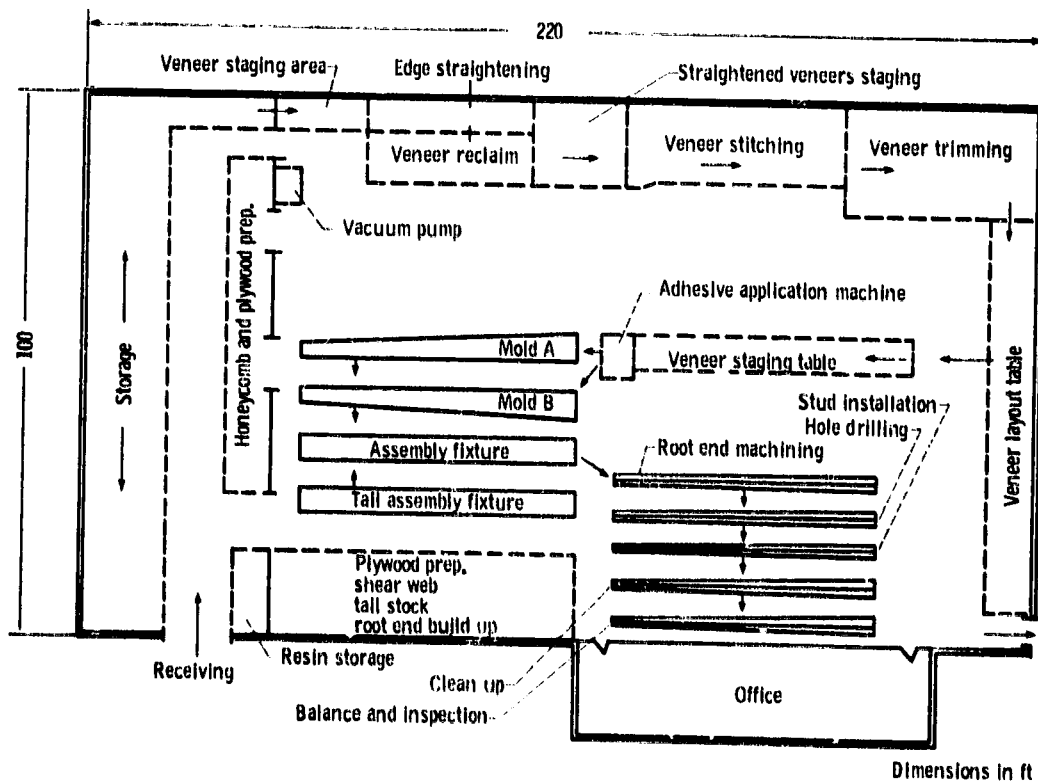 220
Veneer staging area
Edge straightening
Straightened veneers staging
Veneer reclaim
Veneer stitching
Veneer trimming
Vacuum pump
Honeycomb and plywood prep.
Storage
100
Adhesive application machine
Mold A
Veneer staging table
Mold B
Stud installation
Hole drilling
Assembly fixture
Root end machining
Veneer layout table
Tail assembly fixture
Plywood prep.
shear web
tail stock
root end build up
Receiving
Resin storage
Clean up
Balance and inspection
Office
Dimensions in ft